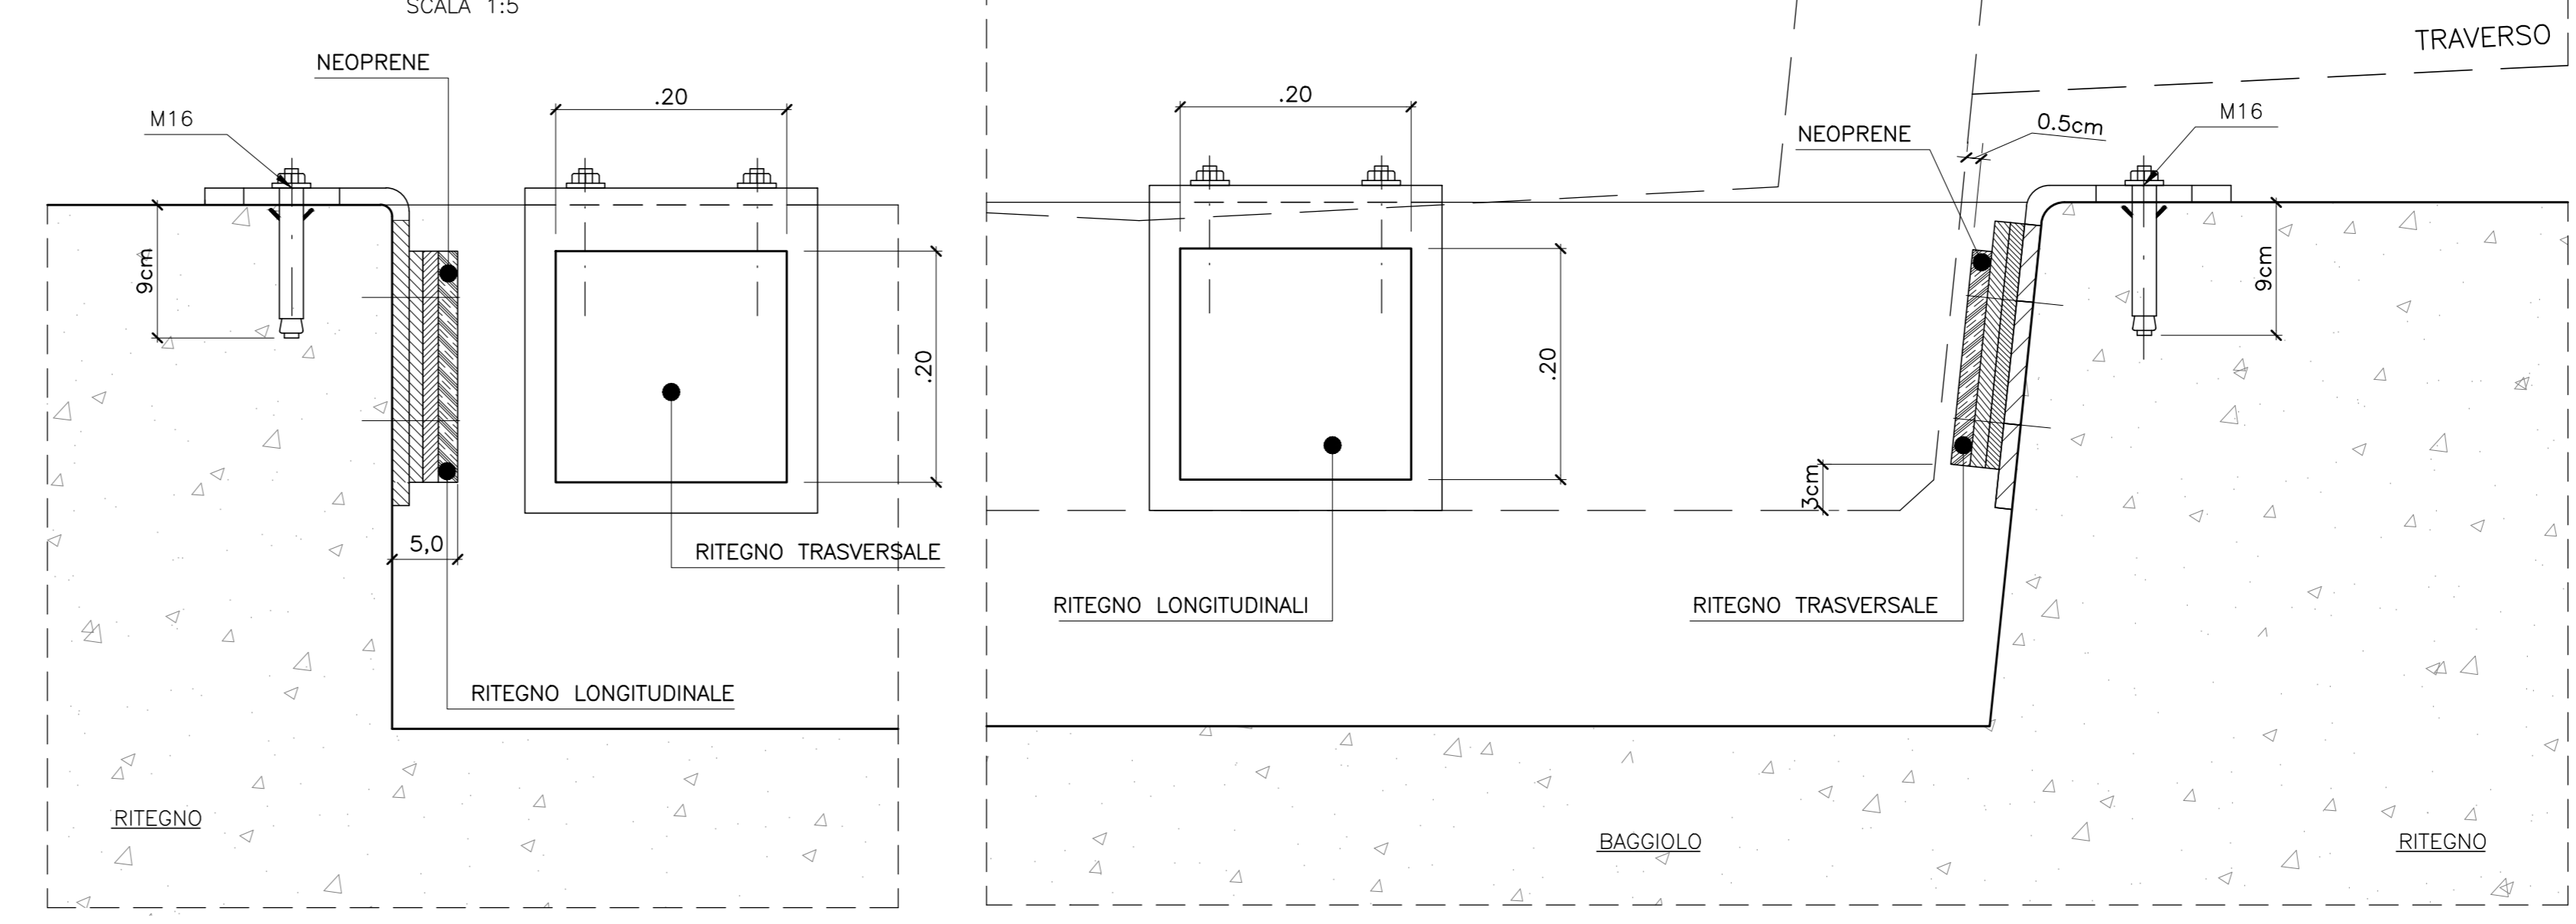 SCALA 1:5
NEOPRENE
M16
.20
9cm
.20
5,0
RITEGNO TRASVERSALE
RITEGNO LONGITUDINALE
RITEGNO
TRAVERSO
.20
NEOPRENE
0.5cm
M16
9cm
.20
3cm
RITEGNO LONGITUDINALI
RITEGNO TRASVERSALE
BAGGIOLO
RITEGNO